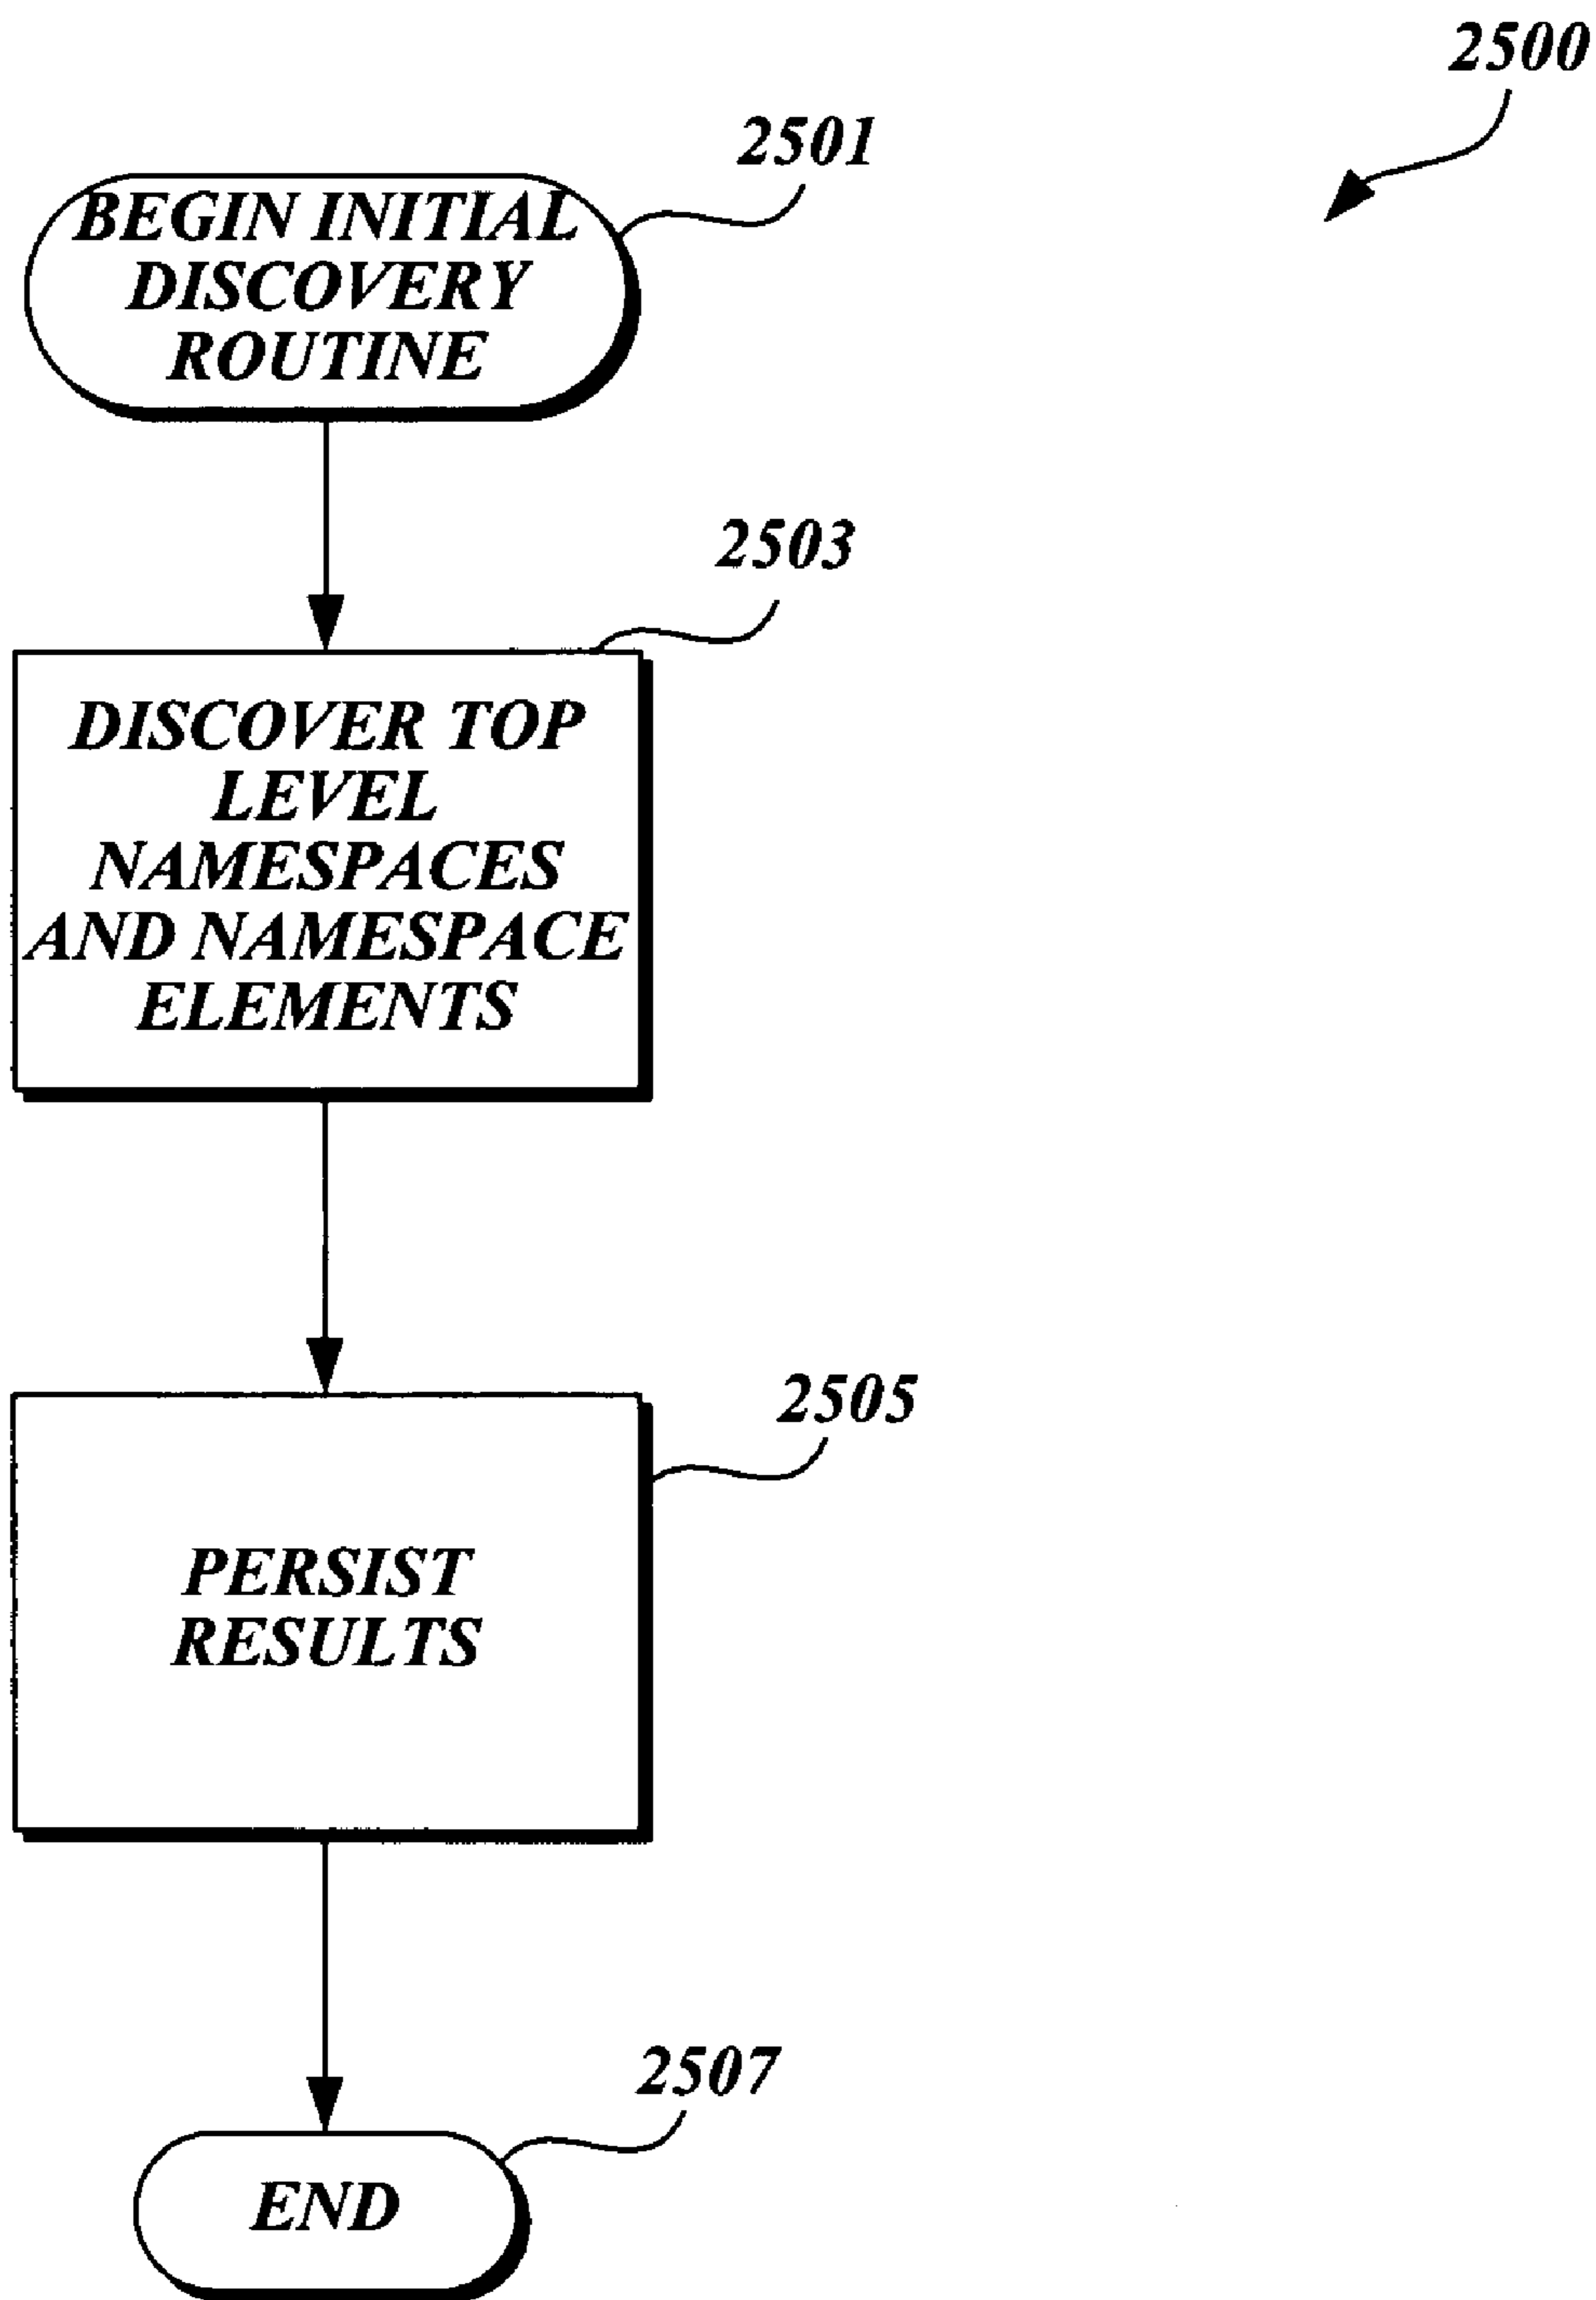 2500
2501
BEGIN INITIAL
DISCOVERY
ROUTINE
2503
DISCOVER TOP
LEVEL
NAMESPACES
AND NAMESPACE
ELEMENTS
2505
PERSIST
RESULTS
2507
END